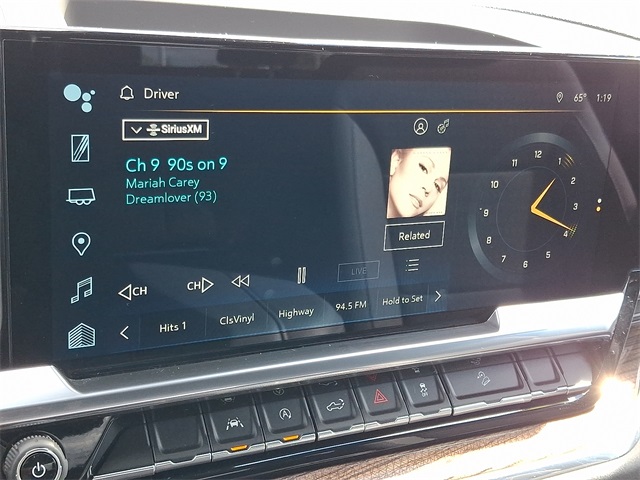 Driver
65° 1:19
SiriusXM
Ch 9 90s on 9
Mariah Carey
Dreamlover (93)
Related
12
1
2
3
4
5
6
7
8
9
10
11
CH CH LIVE
Hits 1 ClsVinyl Highway 94.5 FM Hold to Set
OFF